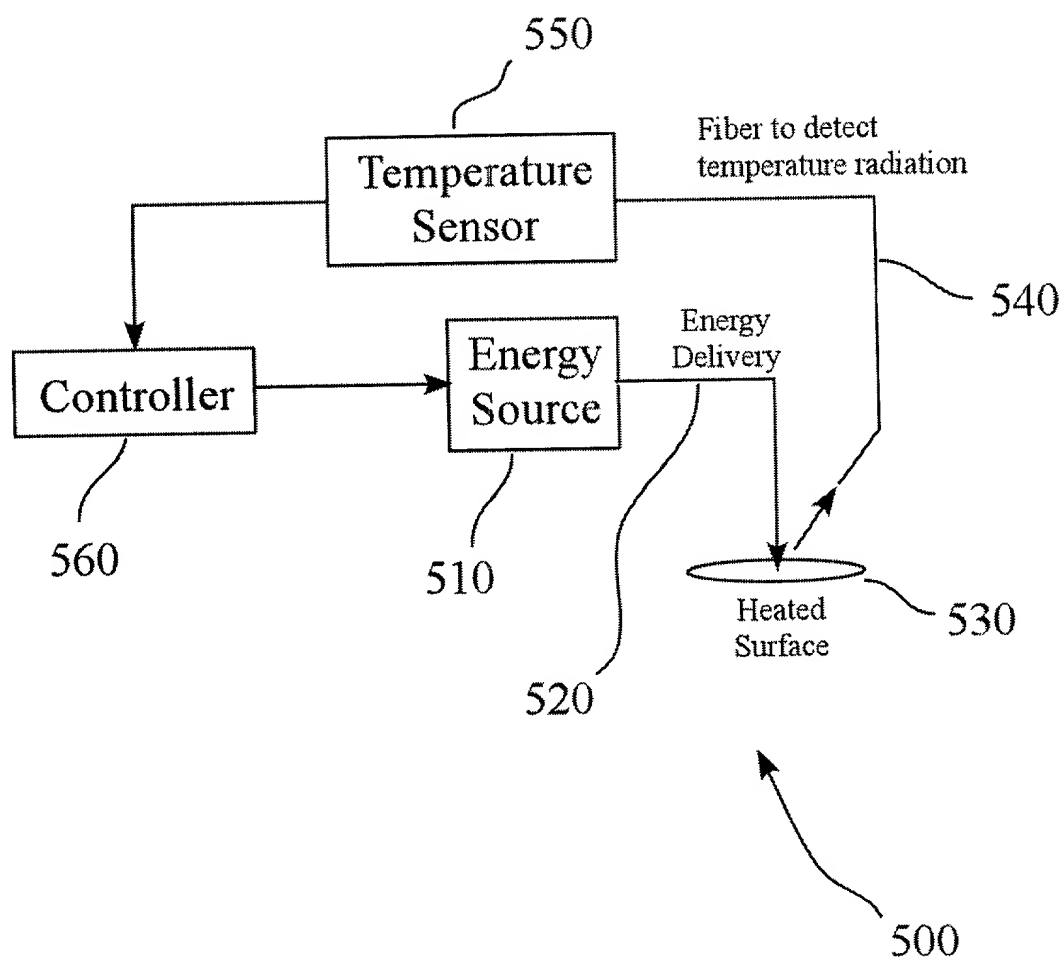 550
Fiber to detect
temperature radiation
Temperature
Sensor
540
Energy
Delivery
Energy
Source
Controller
560
510
530
Heated
Surface
520
500